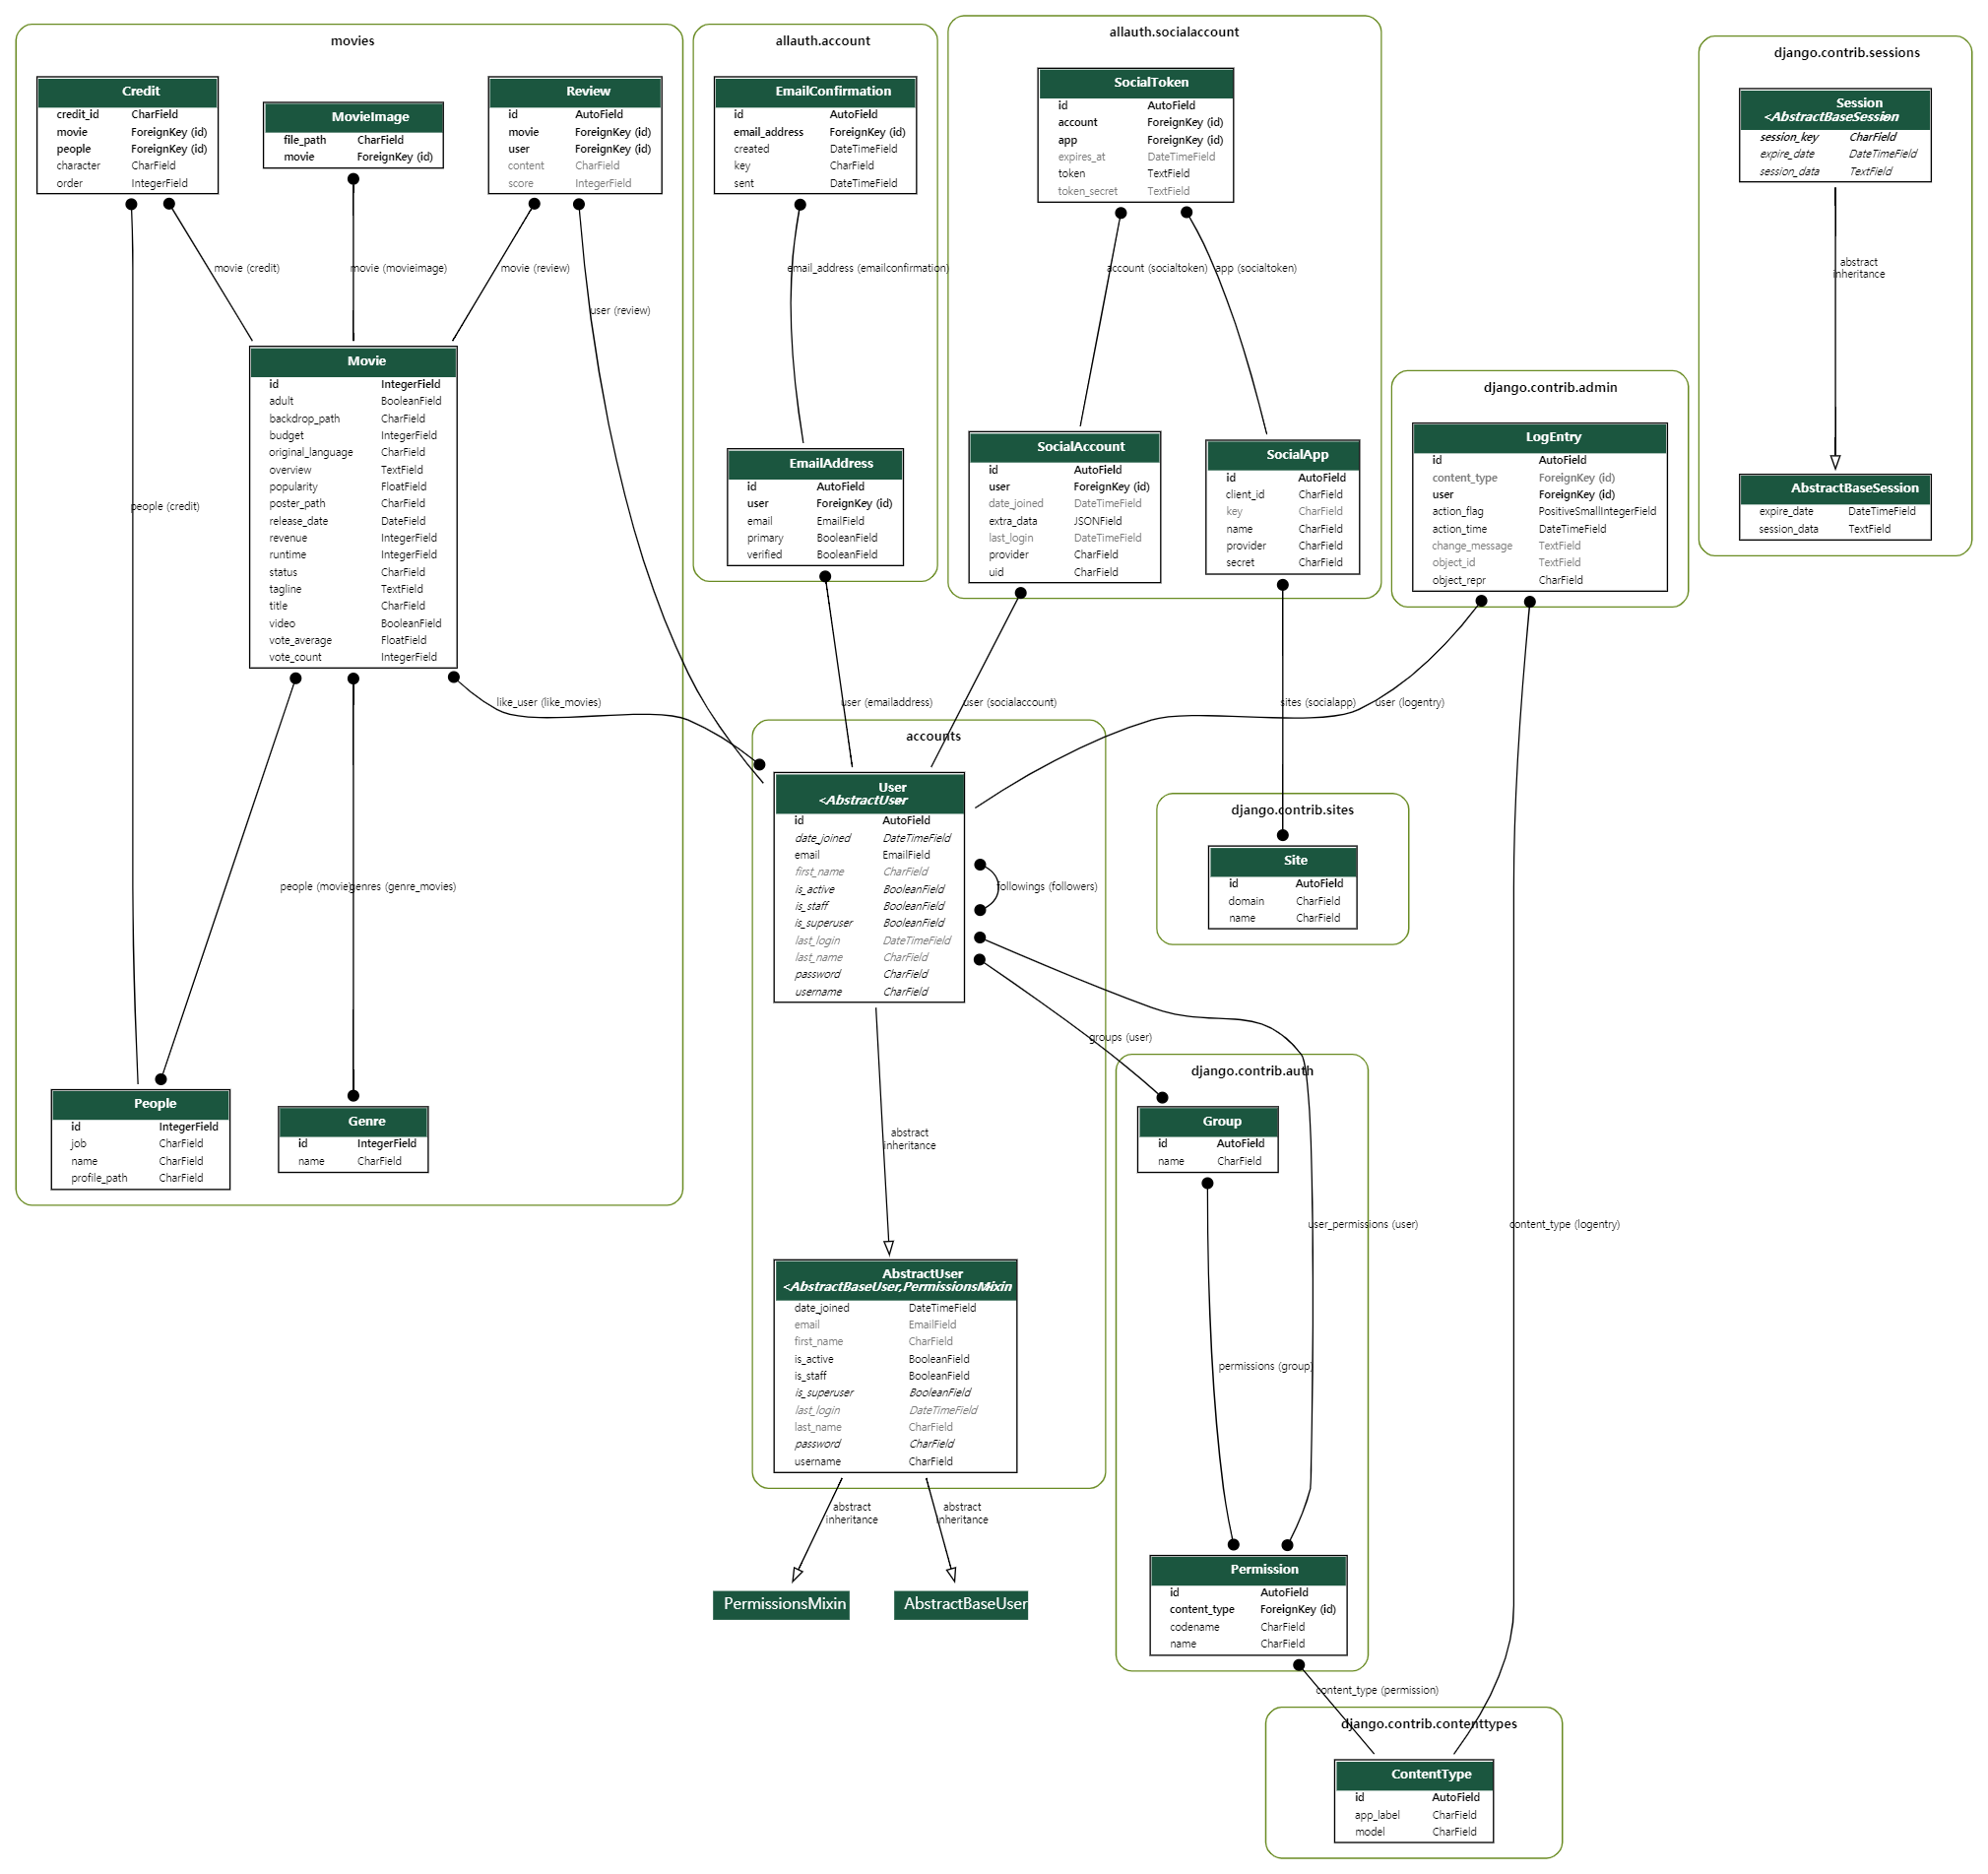 movies
Credit
credit_id CharField
movie ForeignKey (id)
people ForeignKey (id)
character CharField
order IntegerField
MovieImage
file_path CharField
movie ForeignKey (id)
Review
id AutoField
movie ForeignKey (id)
user ForeignKey (id)
content CharField
score IntegerField
movie (credit)
movie (movieimage)
movie (review)
user (review)
people (credit)
Movie
id IntegerField
adult BooleanField
backdrop_path CharField
budget IntegerField
original_language CharField
overview TextField
popularity FloatField
poster_path CharField
release_date DateField
revenue IntegerField
runtime IntegerField
status CharField
tagline TextField
title CharField
video BooleanField
vote_average FloatField
vote_count IntegerField
like_user (like_movies)
people (movie)
genres (genre_movies)
People
id IntegerField
job CharField
name CharField
profile_path CharField
Genre
id IntegerField
name CharField
allauth.account
EmailConfirmation
id AutoField
email_address ForeignKey (id)
created DateTimeField
key CharField
sent DateTimeField
email_address (emailconfirmation)
EmailAddress
id AutoField
user ForeignKey (id)
email EmailField
primary BooleanField
verified BooleanField
user (emailaddress)
allauth.socialaccount
SocialToken
id AutoField
account ForeignKey (id)
app ForeignKey (id)
expires_at DateTimeField
token TextField
token_secret TextField
account (socialtoken)
app (socialtoken)
SocialAccount
id AutoField
user ForeignKey (id)
date_joined DateTimeField
extra_data JSONField
last_login DateTimeField
provider CharField
uid CharField
SocialApp
id AutoField
client_id CharField
key CharField
name CharField
provider CharField
secret CharField
user (socialaccount)
sites (socialapp)
django.contrib.admin
LogEntry
id AutoField
content_type ForeignKey (id)
user ForeignKey (id)
action_flag PositiveSmallIntegerField
action_time DateTimeField
change_message TextField
object_id TextField
object_repr CharField
user (logentry)
content_type (logentry)
django.contrib.sessions
Session
<AbstractBaseSession>
session_key CharField
expire_date DateTimeField
session_data TextField
abstract
inheritance
AbstractBaseSession
expire_date DateTimeField
session_data TextField
accounts
User
<AbstractUser>
id AutoField
date_joined DateTimeField
email EmailField
first_name CharField
is_active BooleanField
is_staff BooleanField
is_superuser BooleanField
last_login DateTimeField
last_name CharField
password CharField
username CharField
followings (followers)
groups (user)
user_permissions (user)
abstract
inheritance
AbstractUser
<AbstractBaseUser,PermissionsMixin>
date_joined DateTimeField
email EmailField
first_name CharField
is_active BooleanField
is_staff BooleanField
is_superuser BooleanField
last_login DateTimeField
last_name CharField
password CharField
username CharField
abstract
inheritance
abstract
inheritance
PermissionsMixin
AbstractBaseUser
django.contrib.sites
Site
id AutoField
domain CharField
name CharField
django.contrib.auth
Group
id AutoField
name CharField
permissions (group)
Permission
id AutoField
content_type ForeignKey (id)
codename CharField
name CharField
content_type (permission)
django.contrib.contenttypes
ContentType
id AutoField
app_label CharField
model CharField